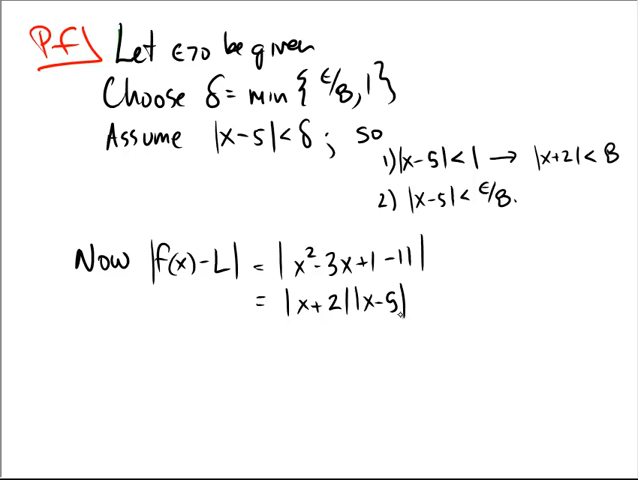 Pf) Let ε>0 be given
Choose δ = min { ε/8, 1 }
Assume |x-5| < δ ; so
1) |x-5| < 1 → |x+2| < 8
2) |x-5| < ε/8.
Now |f(x)-L| = | x²-3x+1-11 |
= |x+2||x-5|